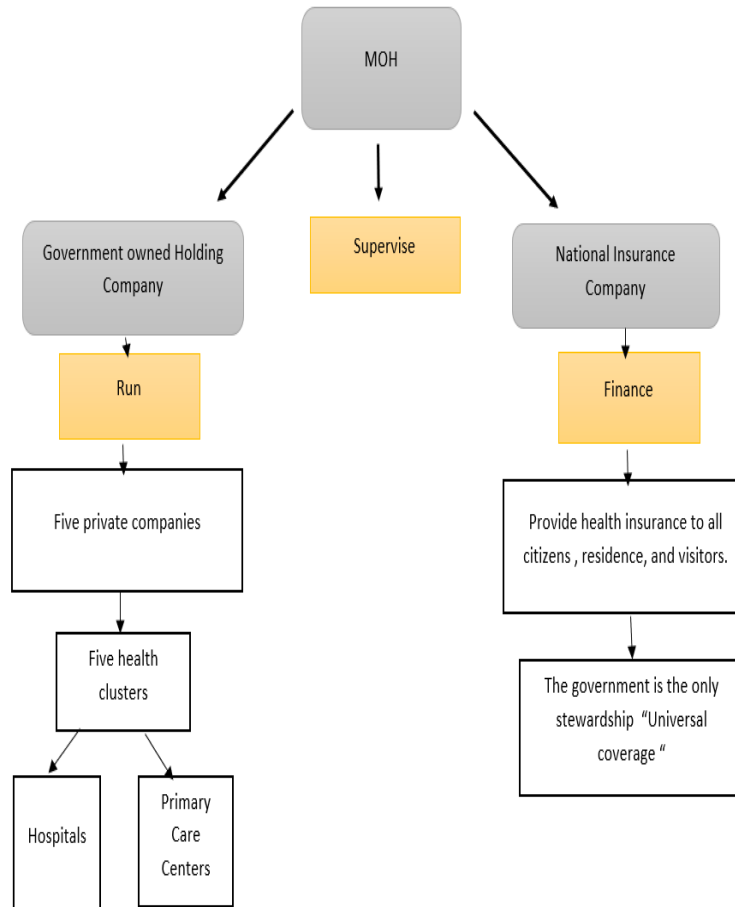 MOH
Government owned Holding
Company
Supervise
National Insurance
Company
Run
Finance
Five private companies
Provide health insurance to all
citizens , residence, and visitors.
Five health
clusters
The government is the only
stewardship “Universal
coverage “
Hospitals
Primary
Care
Centers